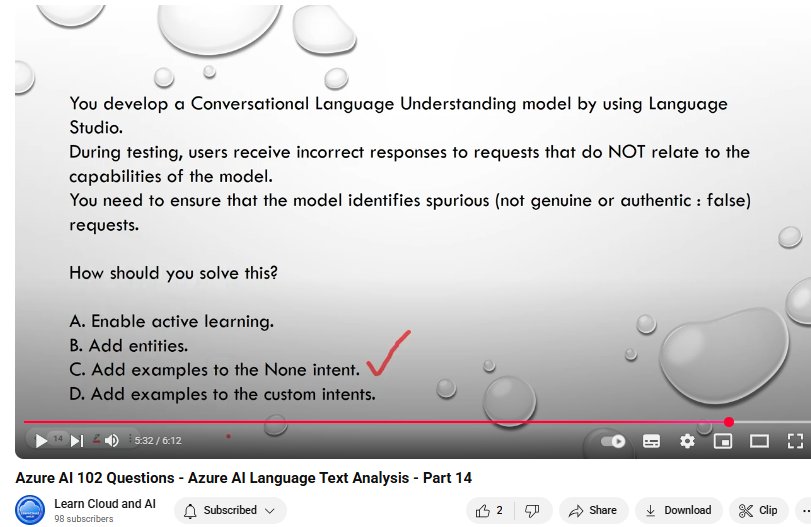 You develop a Conversational Language Understanding model by using Language
Studio.
During testing, users receive incorrect responses to requests that do NOT relate to the
capabilities of the model.
You need to ensure that the model identifies spurious (not genuine or authentic : false)
requests.
How should you solve this?
A. Enable active learning.
B. Add entities.
C. Add examples to the None intent.
D. Add examples to the custom intents.
14
5:32 / 6:12
Azure AI 102 Questions - Azure AI Language Text Analysis - Part 14
Learn Cloud and AI
98 subscribers
Subscribed
2
Share
Download
Clip